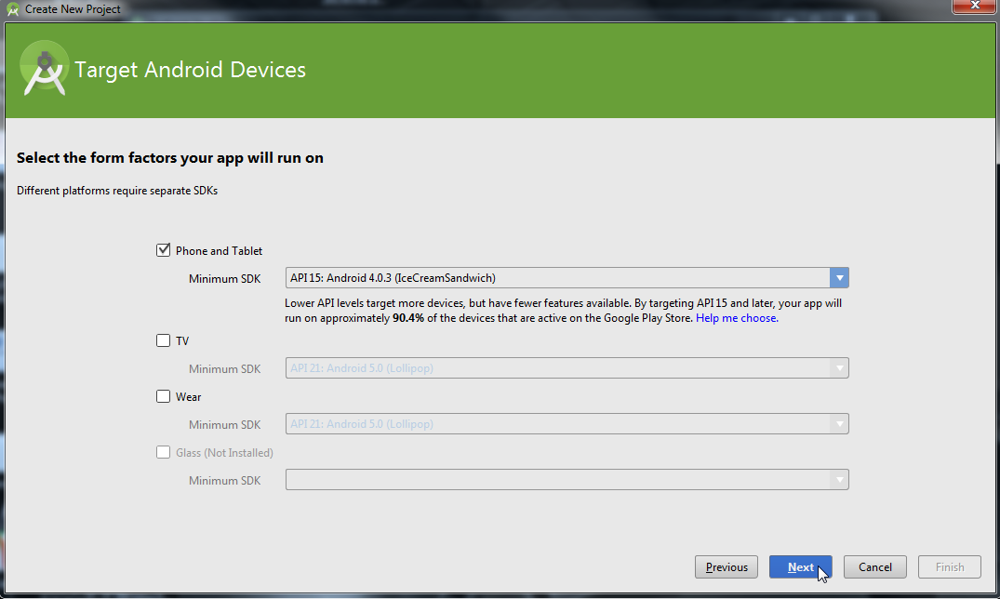 Create New Project
Target Android Devices
Select the form factors your app will run on
Different platforms require separate SDKs
Phone and Tablet
Minimum SDK
API 15: Android 4.0.3 (IceCreamSandwich)
Lower API levels target more devices, but have fewer features available. By targeting API 15 and later, your app will
run on approximately 90.4% of the devices that are active on the Google Play Store. Help me choose.
TV
Minimum SDK
API 21: Android 5.0 (Lollipop)
Wear
Minimum SDK
API 21: Android 5.0 (Lollipop)
Glass (Not Installed)
Minimum SDK
Previous
Next
Cancel
Finish